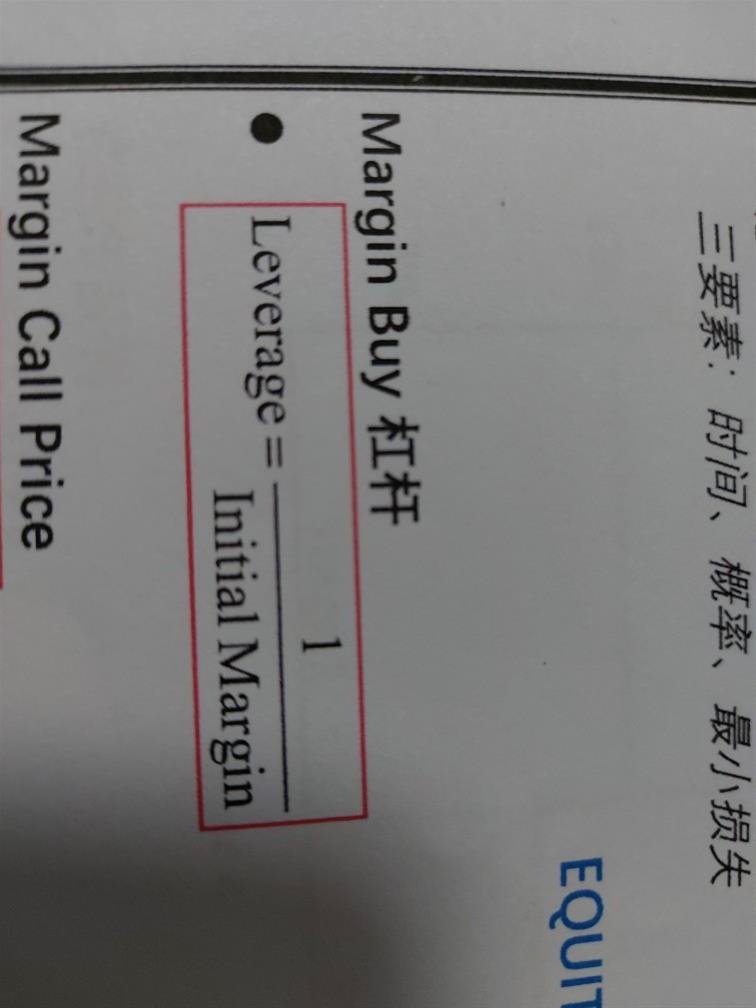 三要素：时间、概率、最小损失
EQUIT
Margin Buy 杠杆
● Leverage = 1 / Initial Margin
Margin Call Price